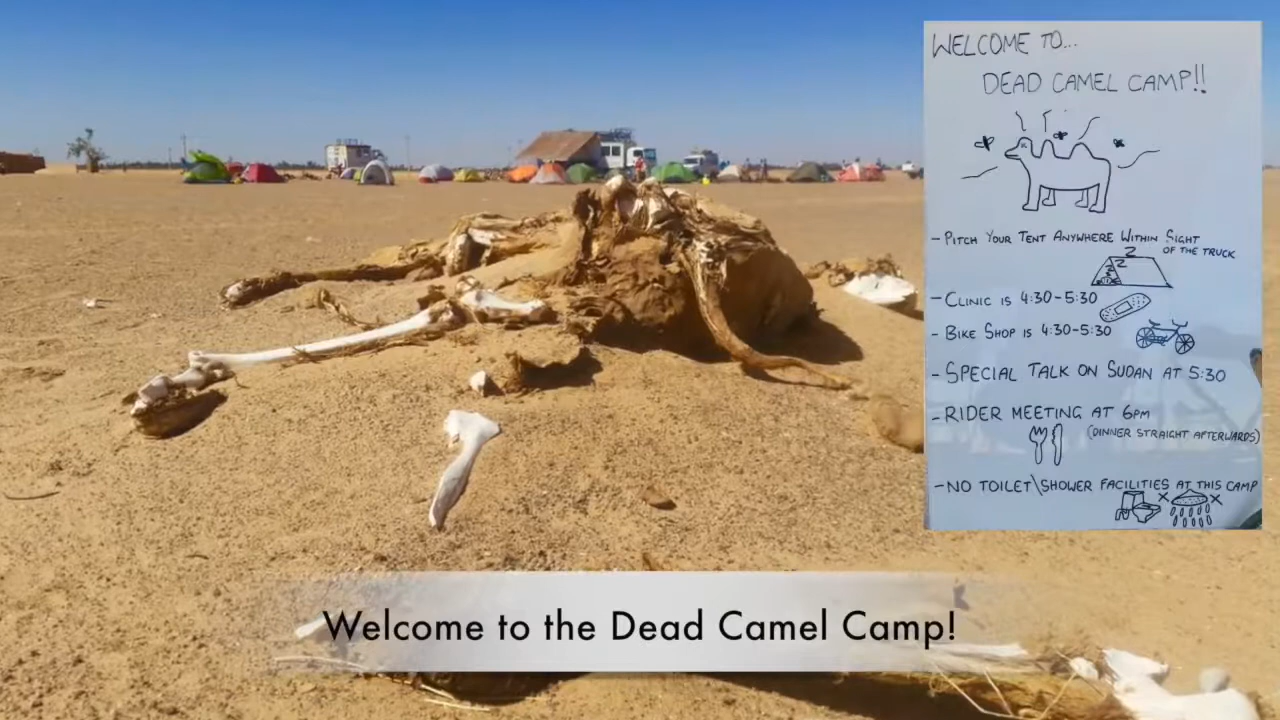 WELCOME TO...
DEAD CAMEL CAMP!!
- PITCH YOUR TENT ANYWHERE WITHIN SIGHT
OF THE TRUCK
Z
Z
Z
Z
- CLINIC IS 4:30-5:30
- BIKE SHOP IS 4:30-5:30
- SPECIAL TALK ON SUDAN AT 5:30
- RIDER MEETING AT 6PM
(DINNER STRAIGHT AFTERWARDS)
- NO TOILET\SHOWER FACILITIES AT THIS CAMP
Welcome to the Dead Camel Camp!